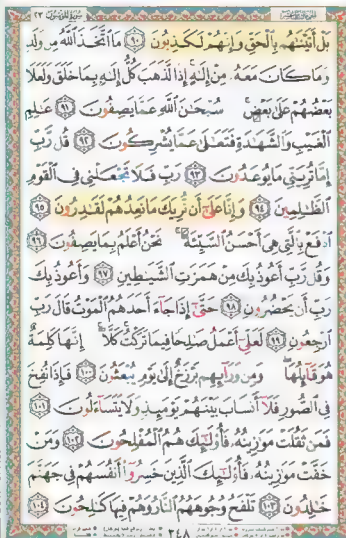 بَلْ أَتَيْنَٰهُم بِٱلْحَقِّ وَإِنَّهُمْ لَكَٰذِبُونَ ٩٠ مَا ٱتَّخَذَ ٱللَّهُ مِن وَلَدٍ
وَمَا كَانَ مَعَهُۥ مِنْ إِلَٰهٍ ۚ إِذًا لَّذَهَبَ كُلُّ إِلَٰهٍۭ بِمَا خَلَقَ وَلَعَلَا
بَعْضُهُمْ عَلَىٰ بَعْضٍ ۚ سُبْحَٰنَ ٱللَّهِ عَمَّا يَصِفُونَ ٩١ عَٰلِمِ
ٱلْغَيْبِ وَٱلشَّهَٰدَةِ فَتَعَٰلَىٰ عَمَّا يُشْرِكُونَ ٩٢ قُل رَّبِّ
إِمَّا تُرِيَنِّي مَا يُوعَدُونَ ٩٣ رَبِّ فَلَا تَجْعَلْنِي فِي ٱلْقَوْمِ
ٱلظَّٰلِمِينَ ٩٤ وَإِنَّا عَلَىٰٓ أَن نُّرِيَكَ مَا نَعِدُهُمْ لَقَٰدِرُونَ ٩٥
ٱدْفَعْ بِٱلَّتِي هِيَ أَحْسَنُ ٱلسَّيِّئَةَ ۚ نَحْنُ أَعْلَمُ بِمَا يَصِفُونَ ٩٦
وَقُل رَّبِّ أَعُوذُ بِكَ مِنْ هَمَزَٰتِ ٱلشَّيَٰطِينِ ٩٧ وَأَعُوذُ بِكَ
رَبِّ أَن يَحْضُرُونِ ٩٨ حَتَّىٰٓ إِذَا جَآءَ أَحَدَهُمُ ٱلْمَوْتُ قَالَ رَبِّ
ٱرْجِعُونِ ٩٩ لَعَلِّيٓ أَعْمَلُ صَٰلِحًا فِيمَا تَرَكْتُ ۚ كَلَّآ ۚ إِنَّهَا كَلِمَةٌ
هُوَ قَآئِلُهَا ۖ وَمِن وَرَآئِهِم بَرْزَخٌ إِلَىٰ يَوْمِ يُبْعَثُونَ ١٠٠ فَإِذَا نُفِخَ
فِي ٱلصُّورِ فَلَآ أَنسَابَ بَيْنَهُمْ يَوْمَئِذٍ وَلَا يَتَسَآءَلُونَ ١٠١
فَمَن ثَقُلَتْ مَوَٰزِينُهُۥ فَأُو۟لَٰٓئِكَ هُمُ ٱلْمُفْلِحُونَ ١٠٢ وَمَنْ
خَفَّتْ مَوَٰزِينُهُۥ فَأُو۟لَٰٓئِكَ ٱلَّذِينَ خَسِرُوٓا۟ أَنفُسَهُمْ فِي جَهَنَّمَ
خَٰلِدُونَ ١٠٣ تَلْفَحُ وُجُوهَهُمُ ٱلنَّارُ وَهُمْ فِيهَا كَٰلِحُونَ ١٠٤
٣٤٨